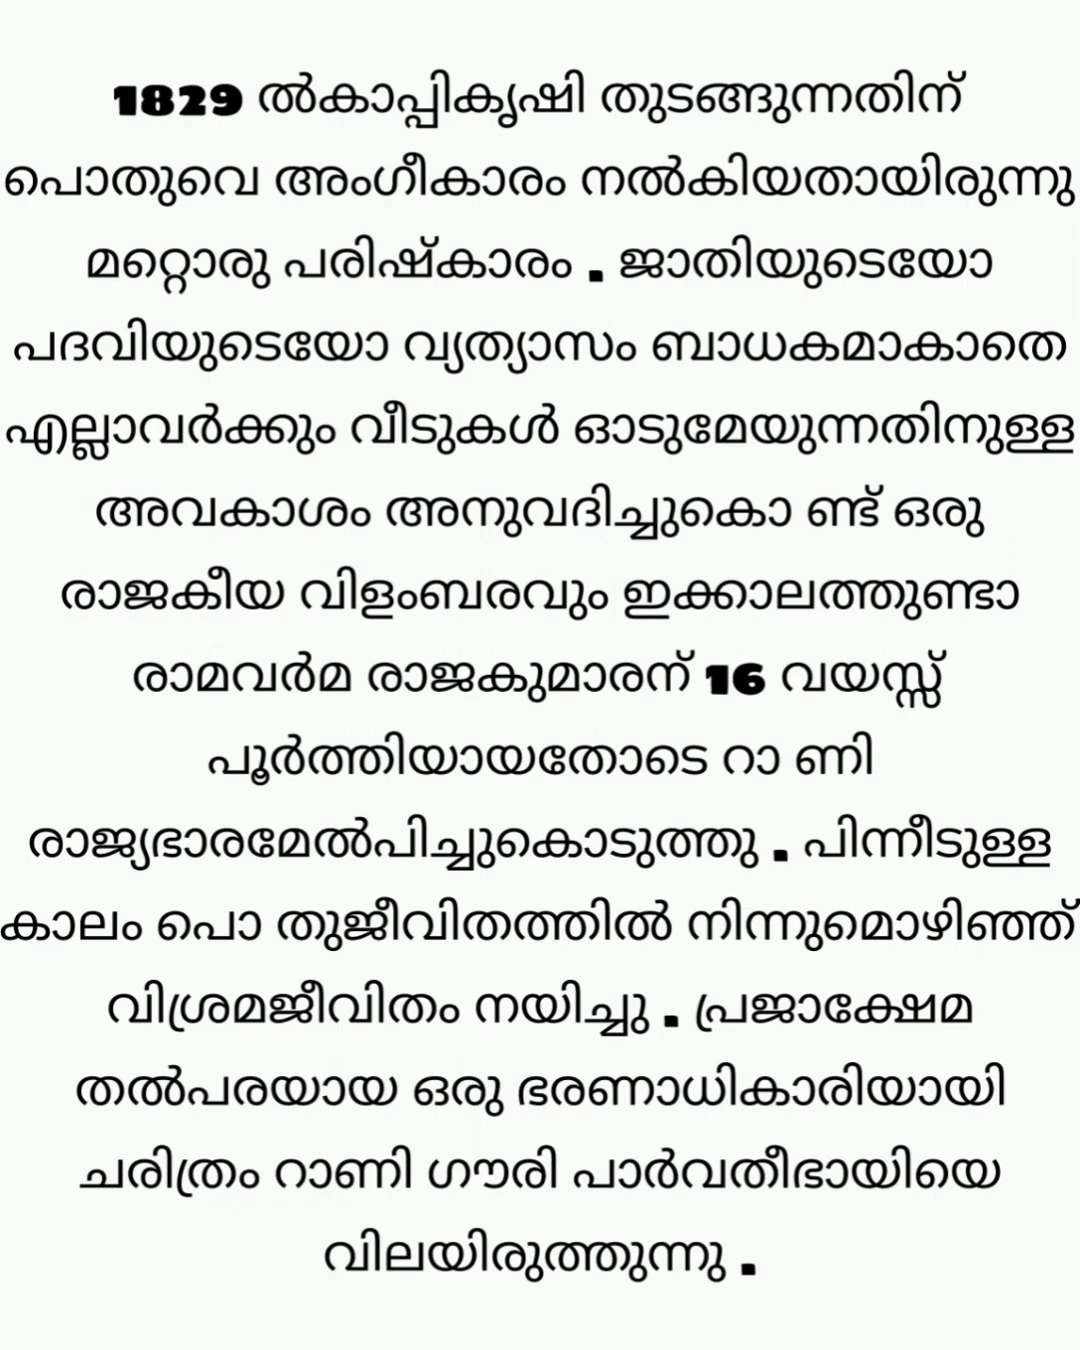 1829 ൽകാപ്പികൃഷി തുടങ്ങുന്നതിന്
പൊതുവെ അംഗീകാരം നൽകിയതായിരുന്നു
മറ്റൊരു പരിഷ്കാരം . ജാതിയുടെയോ
പദവിയുടെയോ വ്യത്യാസം ബാധകമാകാതെ
എല്ലാവർക്കും വീടുകൾ ഓടുമേയുന്നതിനുള്ള
അവകാശം അനുവദിച്ചുകൊ ണ്ട് ഒരു
രാജകീയ വിളംബരവും ഇക്കാലത്തുണ്ടാ
രാമവർമ രാജകുമാരന് 16 വയസ്സ്
പൂർത്തിയായതോടെ റാ ണി
രാജ്യഭാരമേൽപിച്ചുകൊടുത്തു . പിന്നീടുള്ള
കാലം പൊ തുജീവിതത്തിൽ നിന്നുമൊഴിഞ്ഞ്
വിശ്രമജീവിതം നയിച്ചു . പ്രജാക്ഷേമ
തൽപരയായ ഒരു ഭരണാധികാരിയായി
ചരിത്രം റാണി ഗൗരി പാർവതീഭായിയെ
വിലയിരുത്തുന്നു .